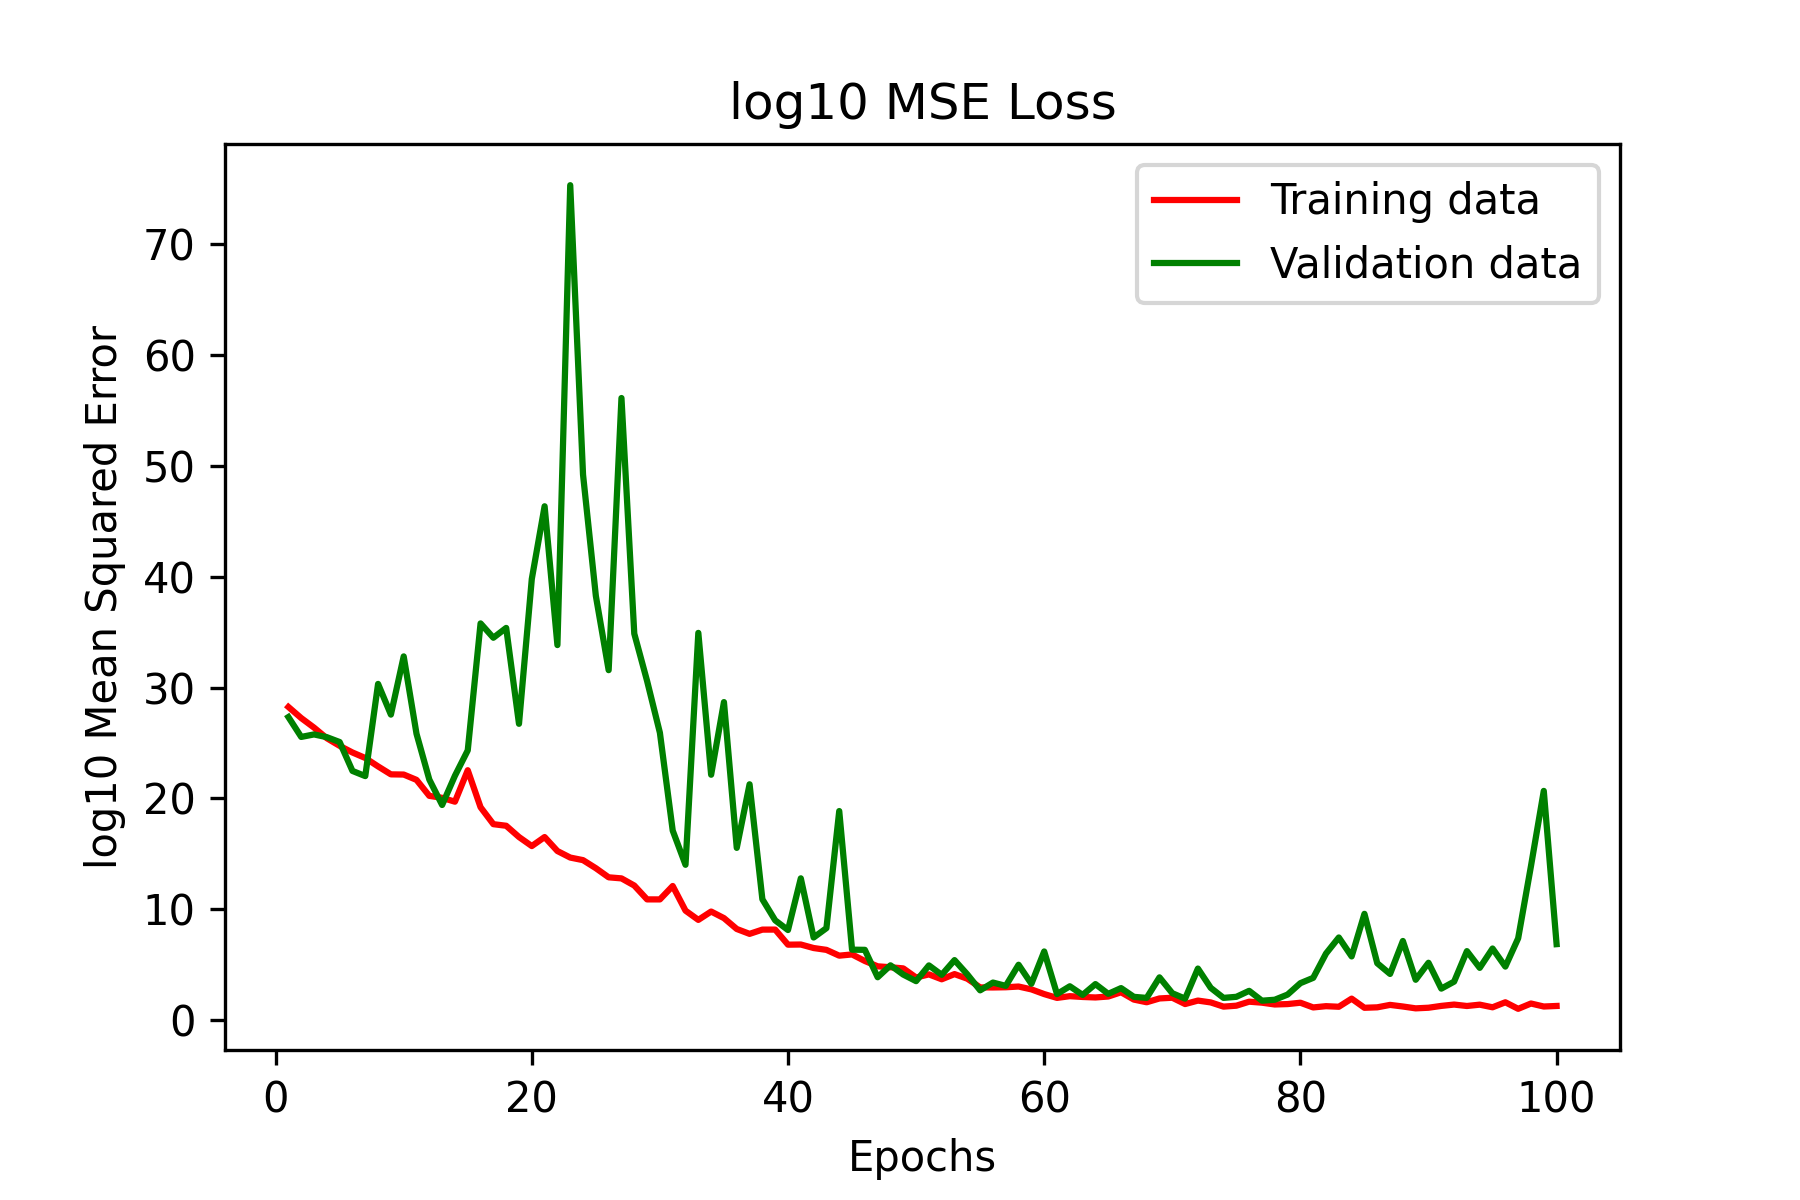 log10 MSE Loss
Training data
Validation data
log10 Mean Squared Error
70
60
50
40
30
20
10
0
0 20 40 60 80 100
Epochs